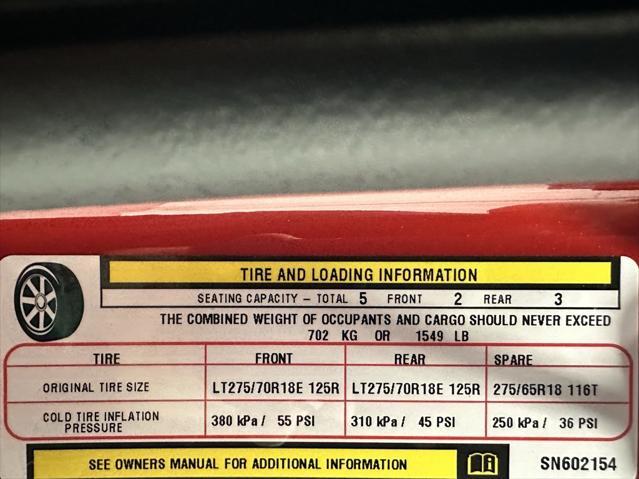 TIRE AND LOADING INFORMATION
SEATING CAPACITY – TOTAL 5 FRONT 2 REAR 3
THE COMBINED WEIGHT OF OCCUPANTS AND CARGO SHOULD NEVER EXCEED
702 KG OR 1549 LB
TIRE FRONT REAR SPARE
ORIGINAL TIRE SIZE LT275/70R18E 125R LT275/70R18E 125R 275/65R18 116T
COLD TIRE INFLATION PRESSURE 380 kPa / 55 PSI 310 kPa / 45 PSI 250 kPa / 36 PSI
SEE OWNERS MANUAL FOR ADDITIONAL INFORMATION SN602154